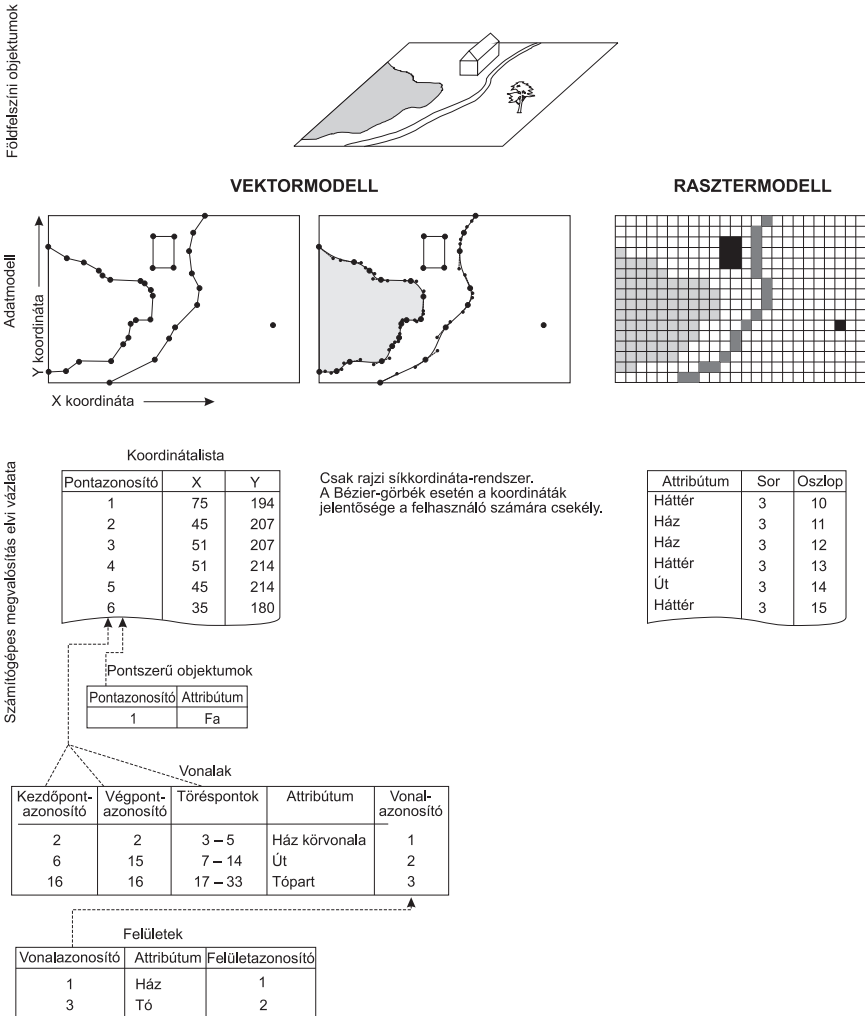 Földfelszíni objektumok
VEKTORMODELL
RASZTERMODELL
Adatmodell
Y koordináta
X koordináta
Számítógépes megvalósítás elvi vázlata
Koordinátalista
Pontazonosító X Y
1 75 194
2 45 207
3 51 207
4 51 214
5 45 214
6 35 180
Csak rajzi síkkordináta-rendszer.
A Bézier-görbék esetén a koordináták
jelentősége a felhasználó számára csekély.
Attribútum Sor Oszlop
Háttér 3 10
Ház 3 11
Ház 3 12
Háttér 3 13
Út 3 14
Háttér 3 15
Pontszerű objektumok
Pontazonosító Attribútum
1 Fa
Vonalak
Kezdőpont- Végpont- Töréspontok Attribútum Vonal-
azonosító azonosító azonosító
2 2 3 – 5 Ház körvonala 1
6 15 7 – 14 Út 2
16 16 17 – 33 Tópart 3
Felületek
Vonalazonosító Attribútum Felületazonosító
1 Ház 1
3 Tó 2